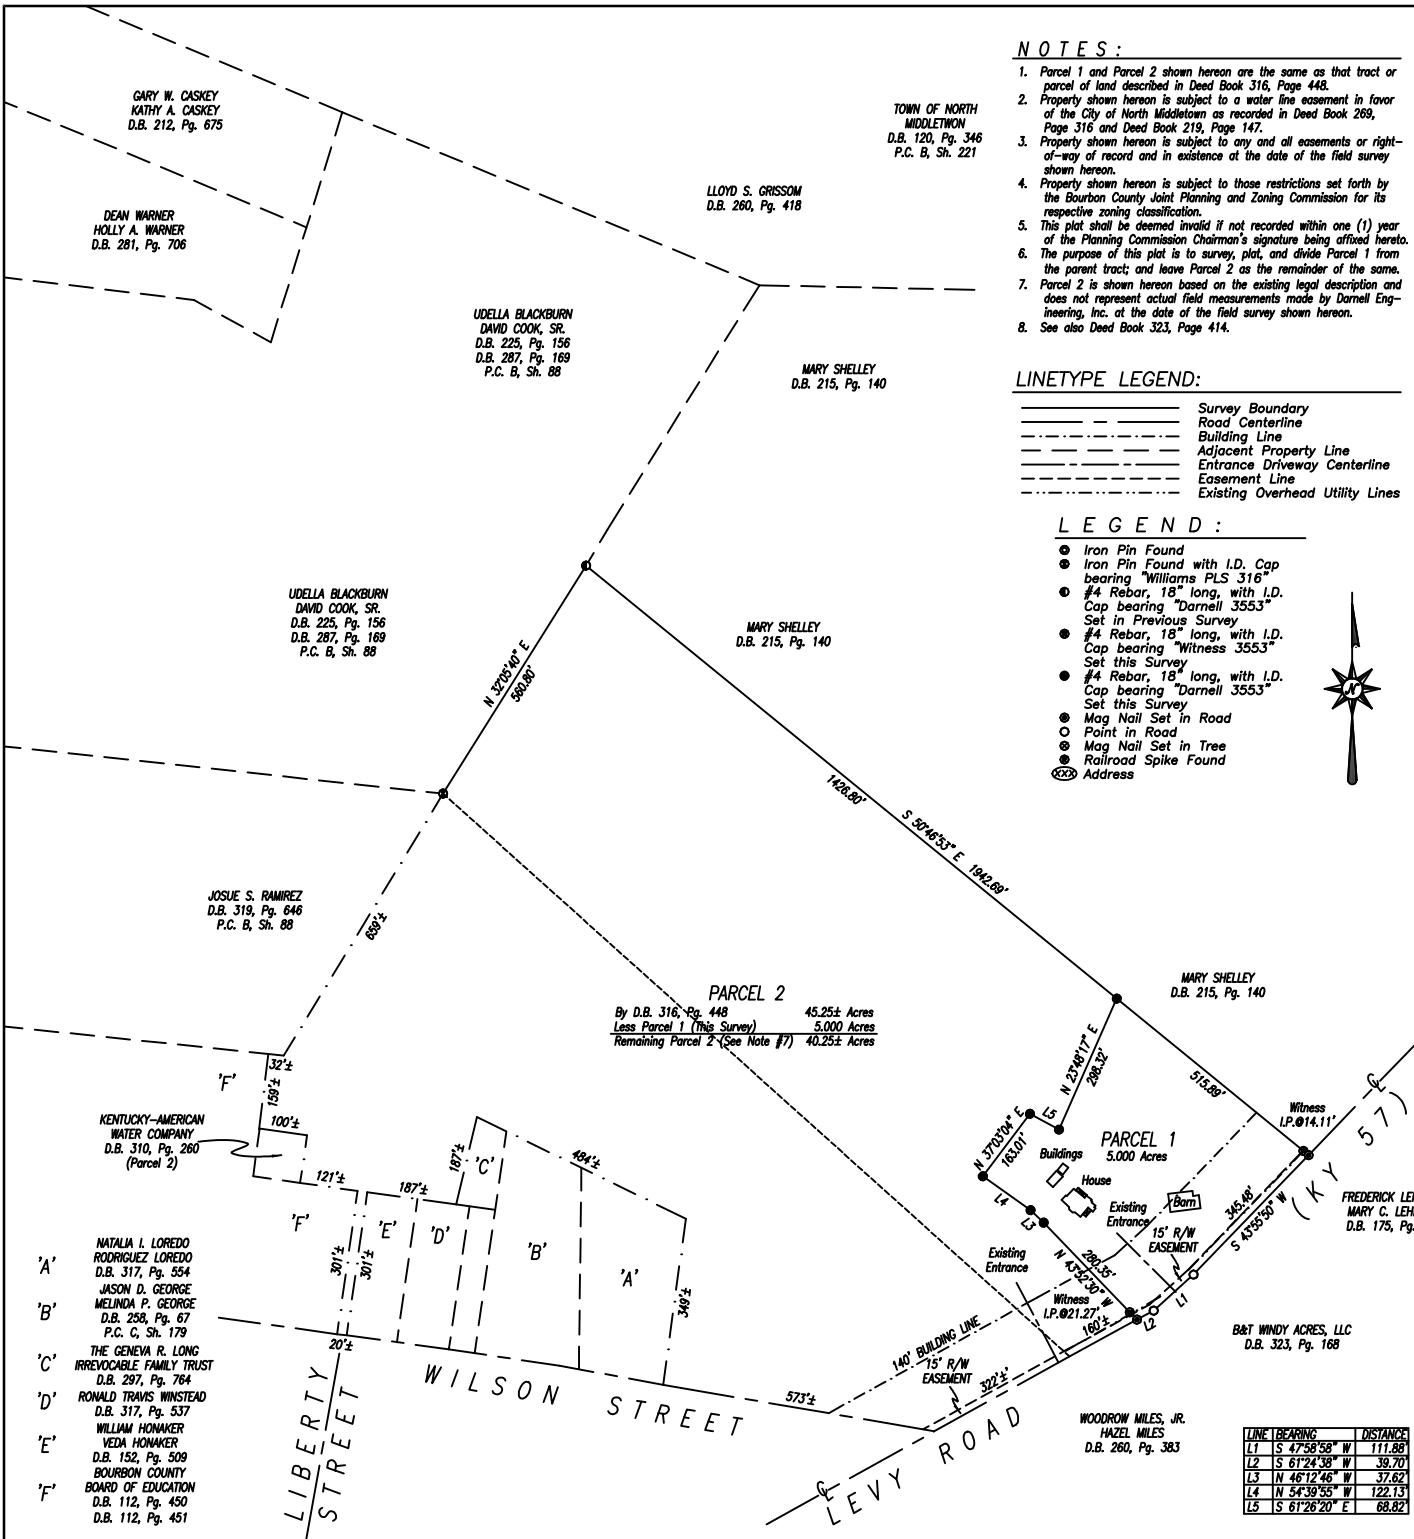 GARY W. CASKEY
KATHY A. CASKEY
D.B. 212, Pg. 675
DEAN WARNER
HOLLY A. WARNER
D.B. 281, Pg. 706
TOWN OF NORTH
MIDDLETWON
D.B. 120, Pg. 346
P.C. B, Sh. 221
LLOYD S. GRISSOM
D.B. 260, Pg. 418
UDELLA BLACKBURN
DAVID COOK, SR.
D.B. 225, Pg. 156
D.B. 287, Pg. 169
P.C. B, Sh. 88
MARY SHELLEY
D.B. 215, Pg. 140
NOTES:
1. Parcel 1 and Parcel 2 shown hereon are the same as that tract or
parcel of land described in Deed Book 316, Page 448.
2. Property shown hereon is subject to a water line easement in favor
of the City of North Middletown as recorded in Deed Book 269,
Page 316 and Deed Book 219, Page 147.
3. Property shown hereon is subject to any and all easements or right-
of-way of record and in existence at the date of the field survey
shown hereon.
4. Property shown hereon is subject to those restrictions set forth by
the Bourbon County Joint Planning and Zoning Commission for its
respective zoning classification.
5. This plat shall be deemed invalid if not recorded within one (1) year
of the Planning Commission Chairman's signature being affixed hereto.
6. The purpose of this plat is to survey, plat, and divide Parcel 1 from
the parent tract; and leave Parcel 2 as the remainder of the same.
7. Parcel 2 is shown hereon based on the existing legal description and
does not represent actual field measurements made by Darnell Eng-
ineering, Inc. at the date of the field survey shown hereon.
8. See also Deed Book 323, Page 414.
LINETYPE LEGEND:
Survey Boundary
Road Centerline
Building Line
Adjacent Property Line
Entrance Driveway Centerline
Easement Line
Existing Overhead Utility Lines
LEGEND:
Iron Pin Found
Iron Pin Found with I.D. Cap
bearing "Williams PLS 316"
#4 Rebar, 18" long, with I.D.
Cap bearing "Darnell 3553"
Set in Previous Survey
#4 Rebar, 18" long, with I.D.
Cap bearing "Witness 3553"
Set this Survey
#4 Rebar, 18" long, with I.D.
Cap bearing "Darnell 3553"
Set this Survey
Mag Nail Set in Road
Point in Road
Mag Nail Set in Tree
Railroad Spike Found
XXX Address
N
UDELLA BLACKBURN
DAVID COOK, SR.
D.B. 225, Pg. 156
D.B. 287, Pg. 169
P.C. B, Sh. 88
N 32°05'40" E
560.80'
MARY SHELLEY
D.B. 215, Pg. 140
1426.80'
S 50°46'53" E 1942.69'
JOSUE S. RAMIREZ
D.B. 319, Pg. 646
P.C. B, Sh. 88
659'±
PARCEL 2
By D.B. 316, Pg. 448 45.25± Acres
Less Parcel 1 (This Survey) 5.000 Acres
Remaining Parcel 2 (See Note #7) 40.25± Acres
MARY SHELLEY
D.B. 215, Pg. 140
N 23°48'17" E
298.32'
515.89'
Witness
I.P.@14.11'
L5
N 37°03'04" E
163.01'
PARCEL 1
5.000 Acres
Buildings
House
Barn
L4
L3
Existing
Entrance
15' R/W
EASEMENT
345.48'
S 43°55'50" W
(KY 57)
FREDERICK
MARY C.
D.B. 175, Pg.
Existing
Entrance
280.35'
N 43°52'30" W
Witness
I.P.@21.27'
160'±
L1
L2
140' BUILDING LINE
15' R/W
EASEMENT
322'±
B&T WINDY ACRES, LLC
D.B. 323, Pg. 168
WOODROW MILES, JR.
HAZEL MILES
D.B. 260, Pg. 383
LEVY ROAD
32'±
'F'
159'±
100'±
KENTUCKY-AMERICAN
WATER COMPANY
D.B. 310, Pg. 260
(Parcel 2)
121'±
187'±
187'±
'C'
484'±
'F'
'E'
'D'
'B'
'A'
301'±
301'±
349'±
20'±
573'±
WILSON STREET
LIBERTY
STREET
'A' NATALIA I. LOREDO
RODRIGUEZ LOREDO
D.B. 317, Pg. 554
'B' JASON D. GEORGE
MELINDA P. GEORGE
D.B. 258, Pg. 67
P.C. C, Sh. 179
'C' THE GENEVA R. LONG
IRREVOCABLE FAMILY TRUST
D.B. 297, Pg. 764
'D' RONALD TRAVIS WINSTEAD
D.B. 317, Pg. 537
'E' WILLIAM HONAKER
VEDA HONAKER
D.B. 152, Pg. 509
'F' BOURBON COUNTY
BOARD OF EDUCATION
D.B. 112, Pg. 450
D.B. 112, Pg. 451
LINE BEARING DISTANCE
L1 S 47°58'58" W 111.88'
L2 S 61°24'38" W 39.70'
L3 N 46°12'46" W 37.62'
L4 N 54°39'55" W 122.13'
L5 S 61°26'20" E 68.82'